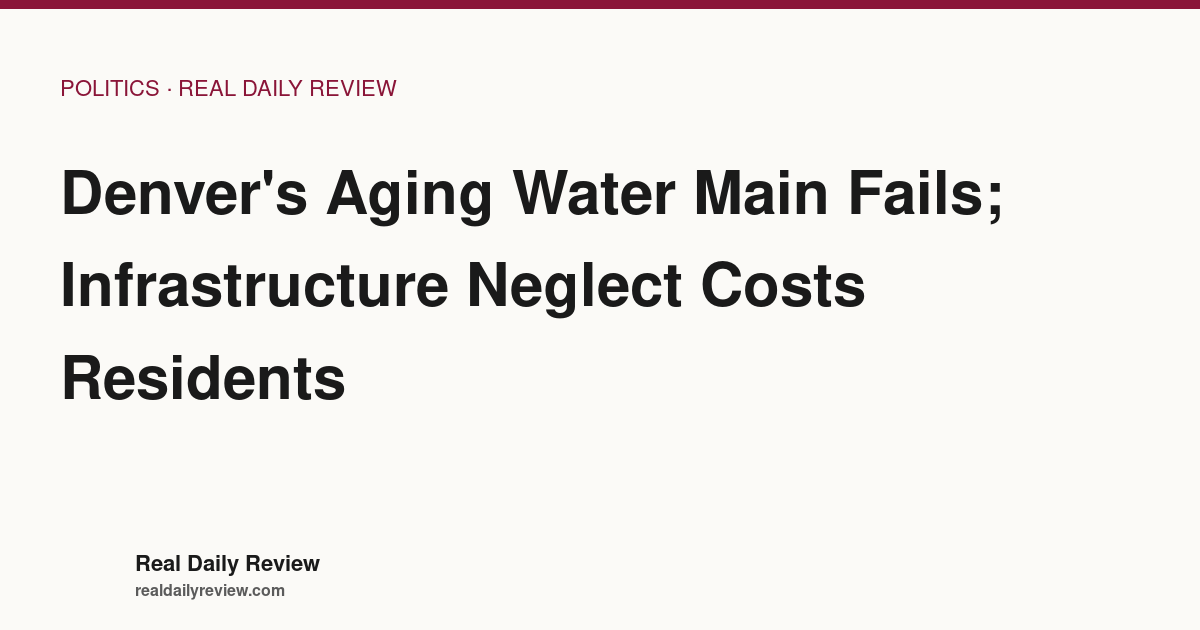 POLITICS · REAL DAILY REVIEW
Denver's Aging Water Main Fails;
Infrastructure Neglect Costs
Residents
Real Daily Review
realdailyreview.com